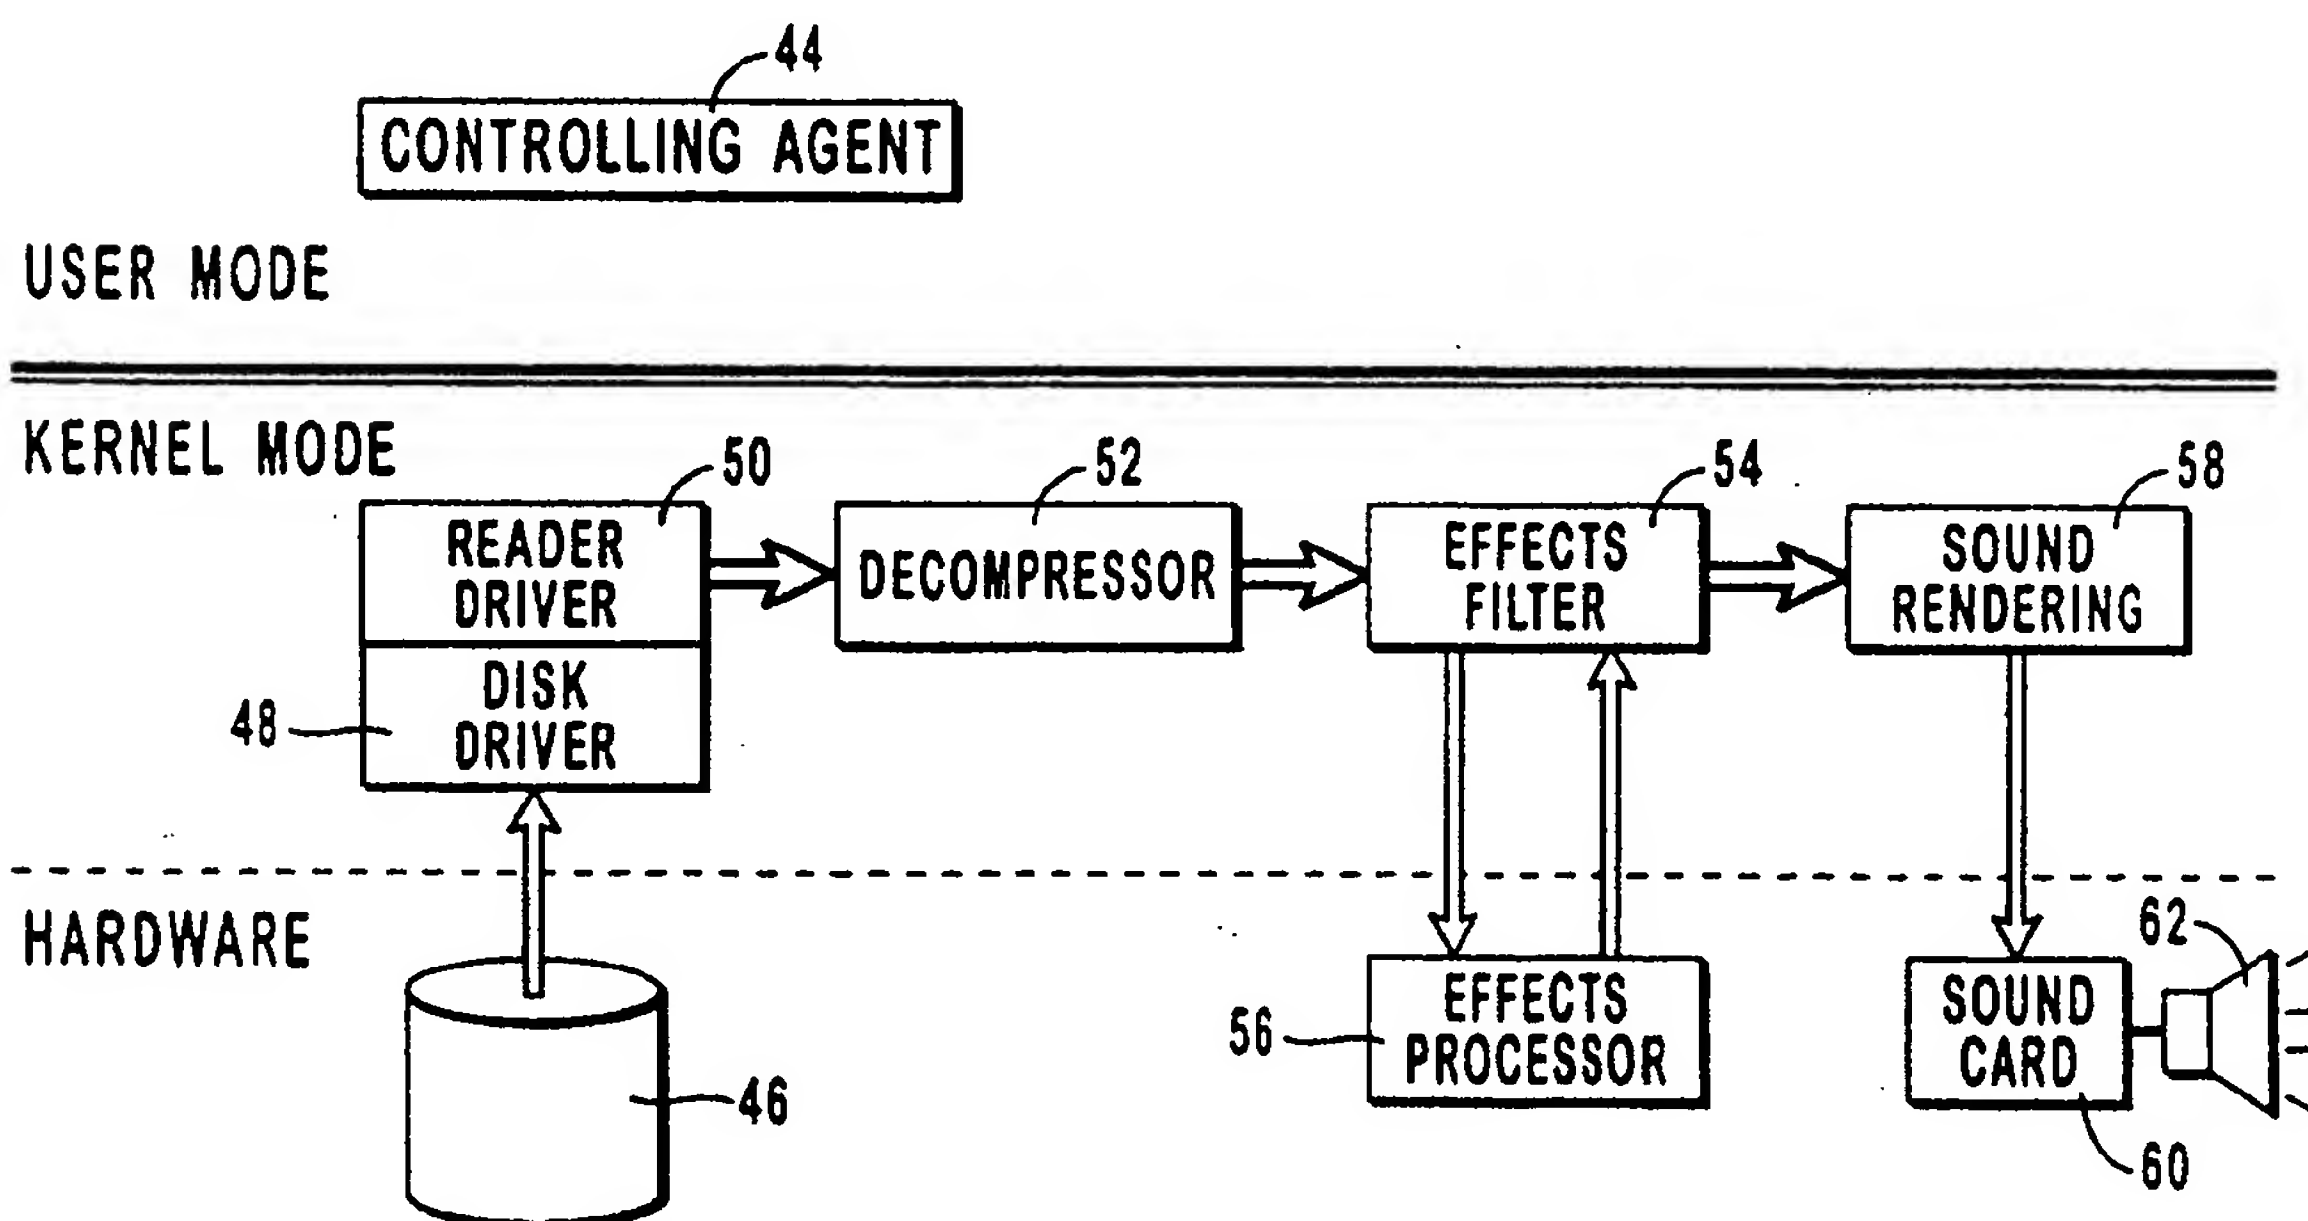 44
CONTROLLING AGENT
USER MODE
KERNEL MODE
50
52
54
58
READER
DRIVER
DECOMPRESSOR
EFFECTS
FILTER
SOUND
RENDERING
48
DISK
DRIVER
HARDWARE
46
56
EFFECTS
PROCESSOR
SOUND
CARD
62
60